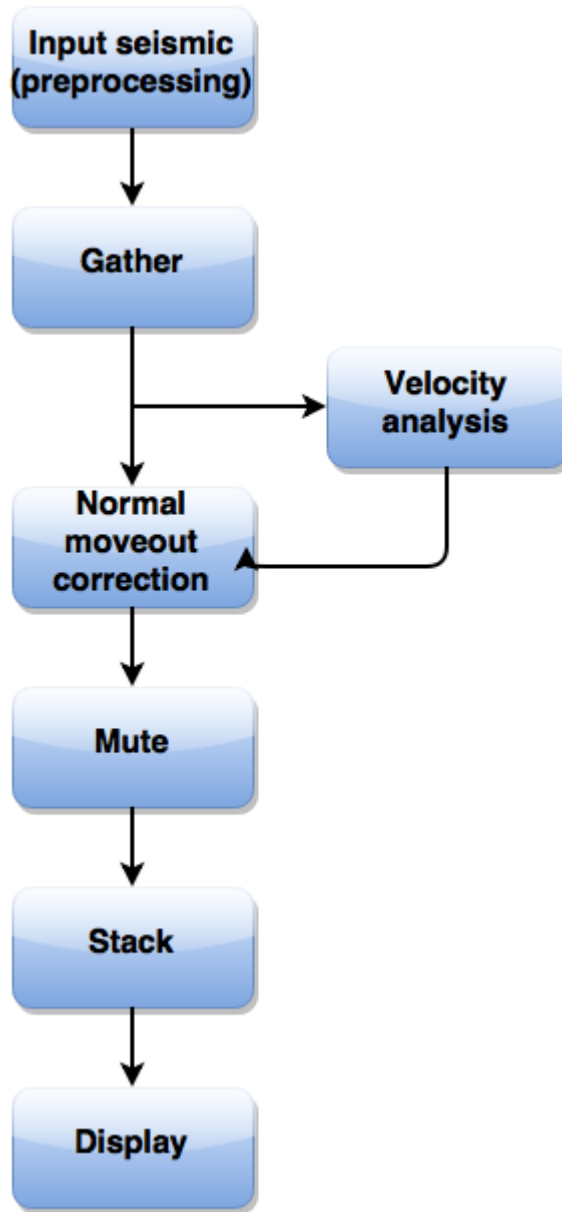 Input seismic
(preprocessing)
Gather
Velocity
analysis
Normal
moveout
correction
Mute
Stack
Display